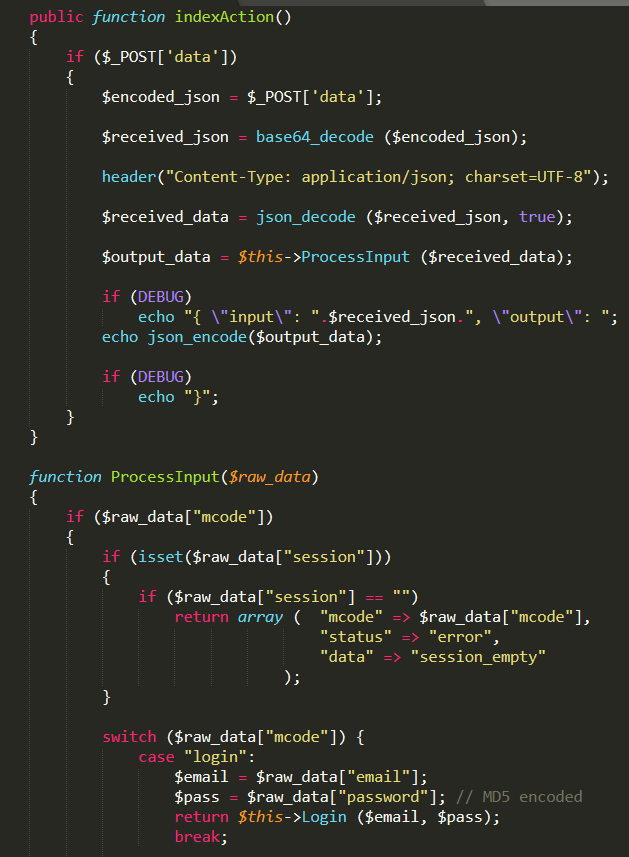 public function indexAction()
{
if ($_POST['data'])
{
$encoded_json = $_POST['data'];
$received_json = base64_decode ($encoded_json);
header("Content-Type: application/json; charset=UTF-8");
$received_data = json_decode ($received_json, true);
$output_data = $this->ProcessInput ($received_data);
if (DEBUG)
echo "{ \"input\": ".$received_json.", \"output\": ";
echo json_encode($output_data);
if (DEBUG)
echo "}";
}
}
function ProcessInput($raw_data)
{
if ($raw_data["mcode"])
{
if (isset($raw_data["session"]))
{
if ($raw_data["session"] == "")
return array (  "mcode" => $raw_data["mcode"],
"status" => "error",
"data" => "session_empty"
);
}
switch ($raw_data["mcode"]) {
case "login":
$email = $raw_data["email"];
$pass = $raw_data["password"]; // MD5 encoded
return $this->Login ($email, $pass);
break;